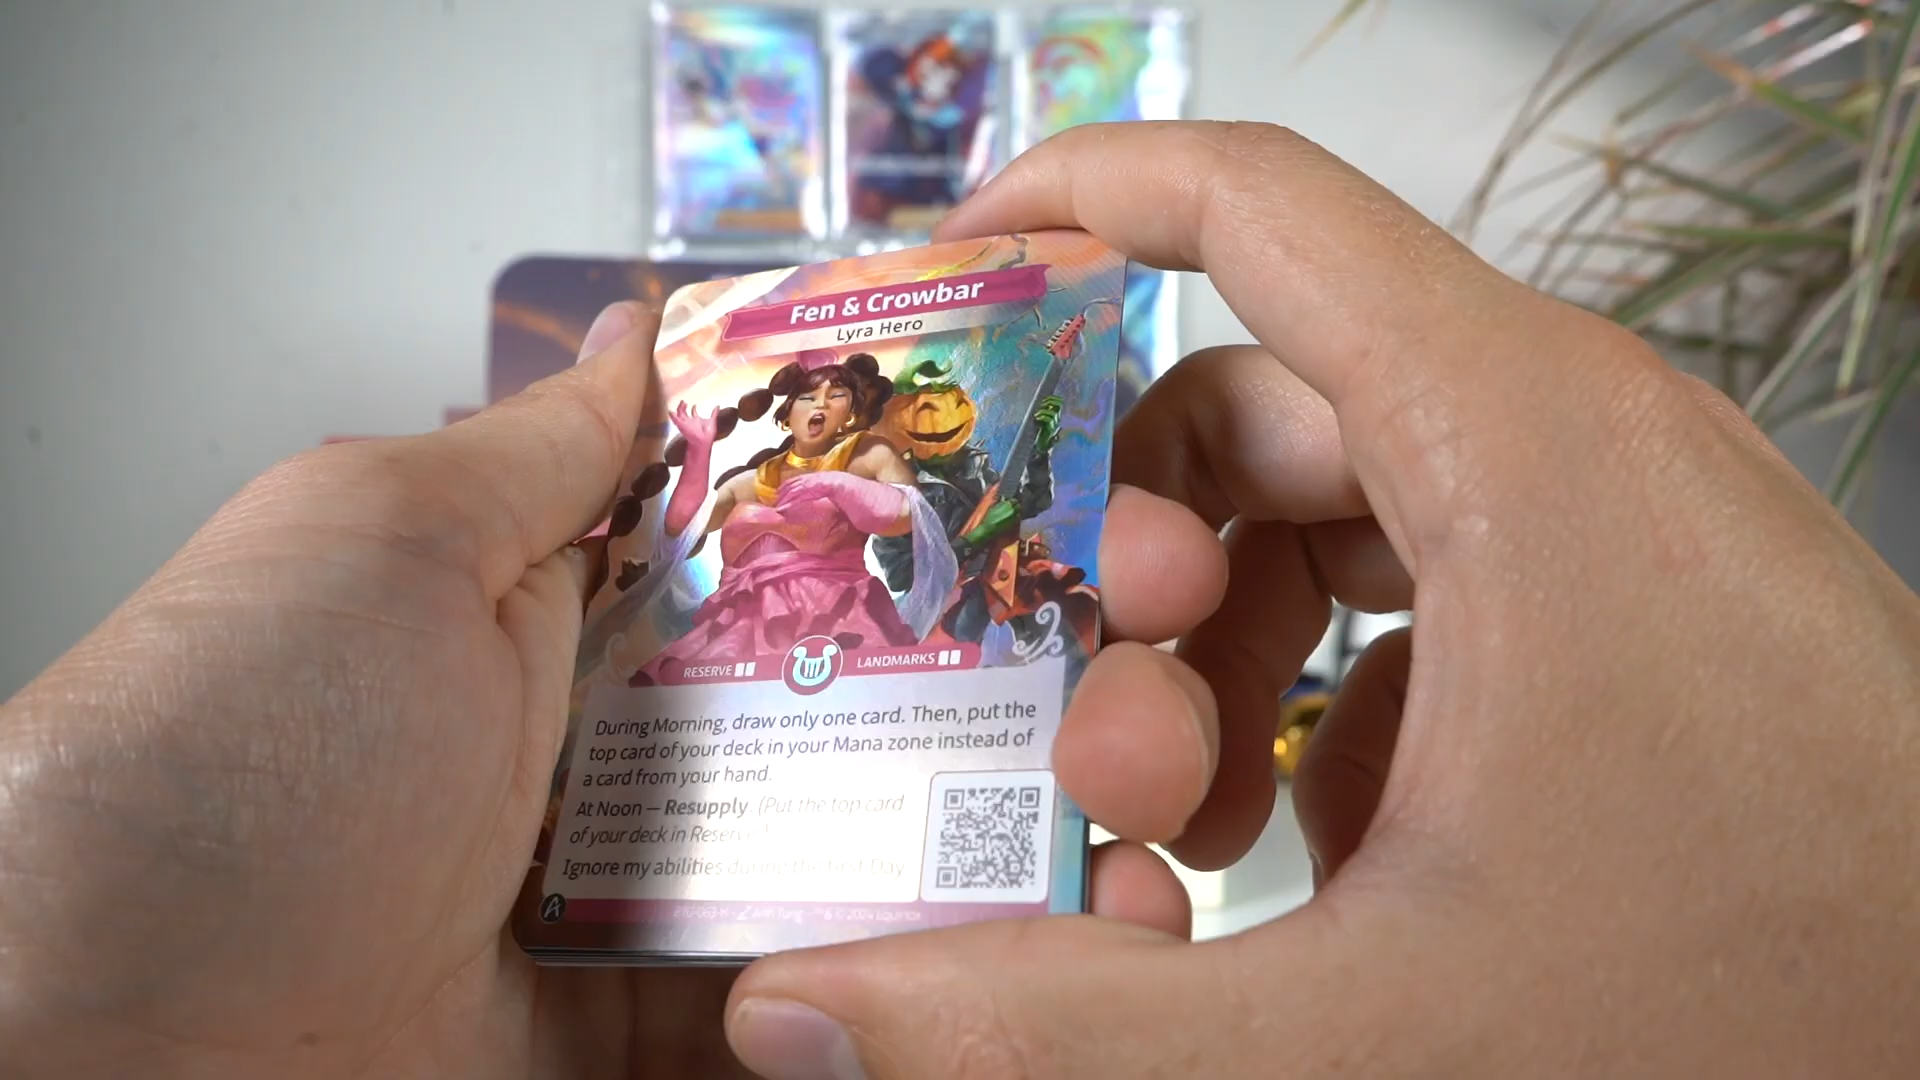 Fen & Crowbar
Lyra Hero
RESERVE
LANDMARKS
During Morning, draw only one card. Then, put the
top card of your deck in your Mana zone instead of
a card from your hand.
At Noon — Resupply. (Put the top card
of your deck in Reserve.)
Ignore my abilities during the first Day
A
© 2024 Equinox